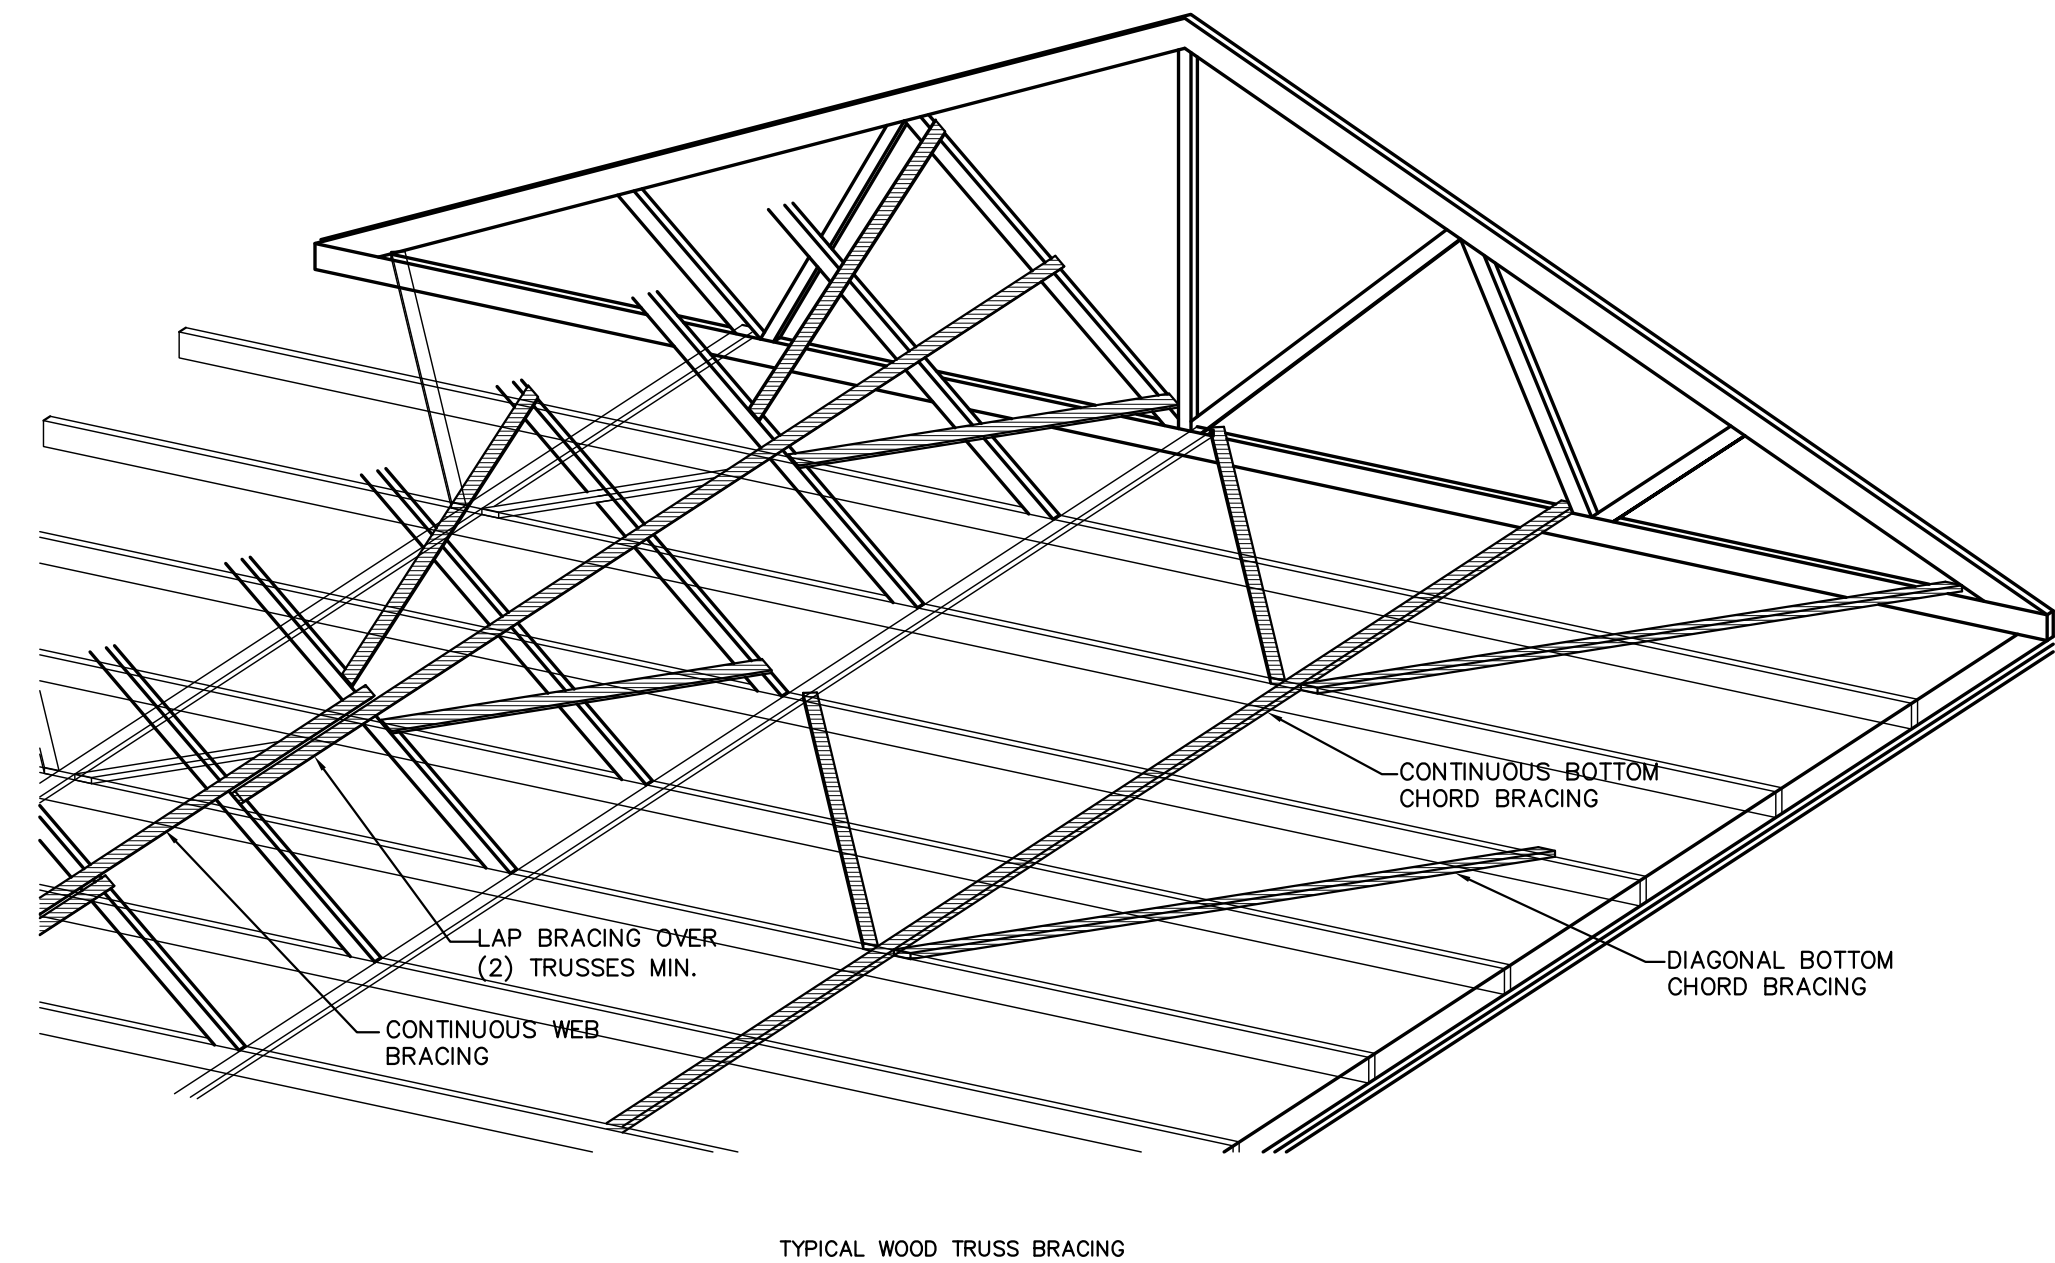 CONTINUOUS BOTTOM
CHORD BRACING
LAP BRACING OVER
(2) TRUSSES MIN.
DIAGONAL BOTTOM
CHORD BRACING
CONTINUOUS WEB
BRACING
TYPICAL WOOD TRUSS BRACING